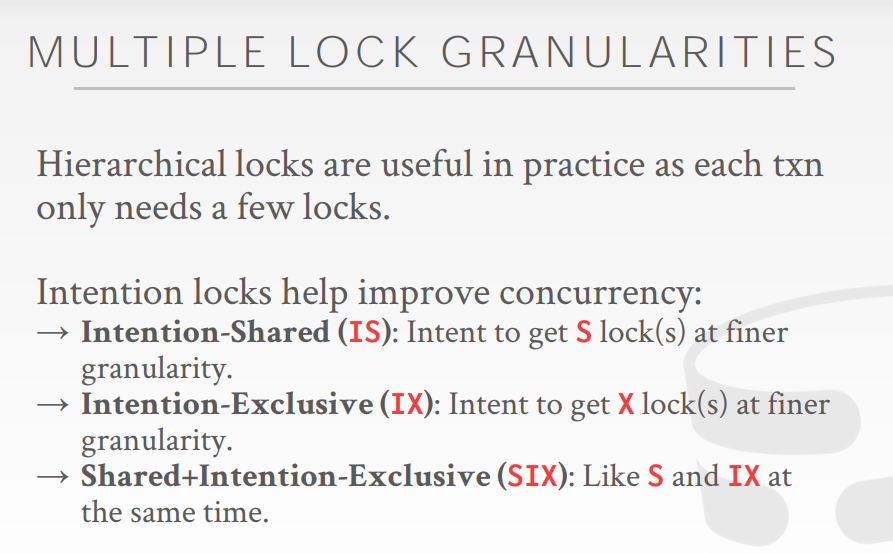 MULTIPLE LOCK GRANULARITIES
Hierarchical locks are useful in practice as each txn
only needs a few locks.
Intention locks help improve concurrency:
→ Intention-Shared (IS): Intent to get S lock(s) at finer
granularity.
→ Intention-Exclusive (IX): Intent to get X lock(s) at finer
granularity.
→ Shared+Intention-Exclusive (SIX): Like S and IX at
the same time.